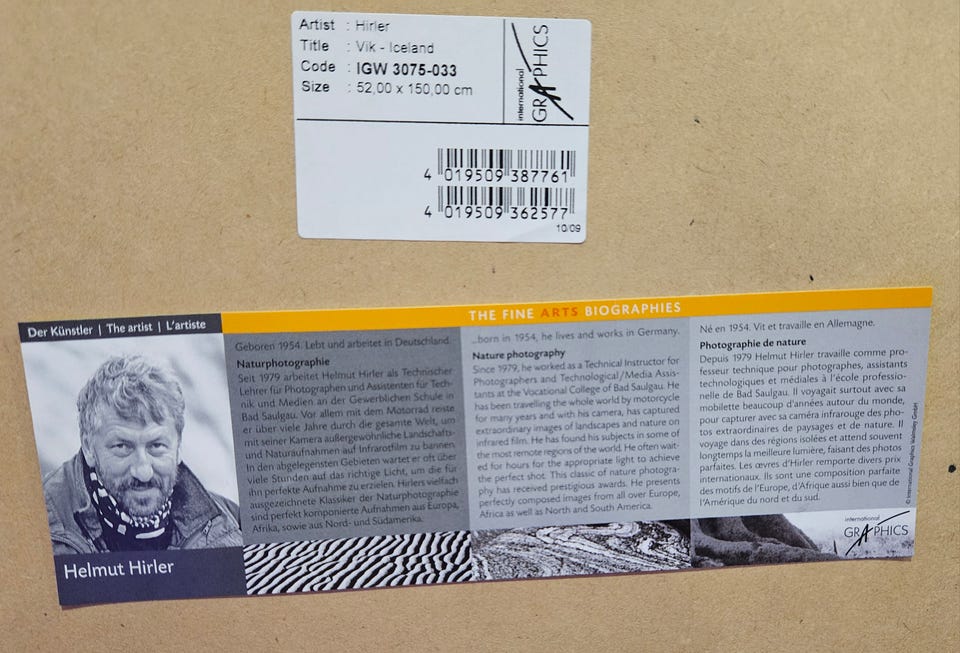 Artist : Hirler
Title : Vik - Iceland
Code : IGW 3075-033
Size : 52,00 x 150,00 cm
international
GRAPHICS
4 019509 387761
4 019509 362577
10/09
Der Künstler | The artist | L'artiste
THE FINE ARTS BIOGRAPHIES
Helmut Hirler
Geboren 1954. Lebt und arbeitet in Deutschland.
Naturphotographie
Seit 1979 arbeitet Helmut Hirler als Technischer
Lehrer für Photographen und Assistenten für Tech-
nik und Medien an der Gewerblichen Schule in
Bad Saulgau. Vor allem mit dem Motorrad reiste
er über viele Jahre durch die gesamte Welt, um
mit seiner Kamera außergewöhnliche Landschafts-
und Naturaufnahmen auf Infrarotfilm zu bannen.
In den abgelegensten Gebieten wartet er oft über
viele Stunden auf das richtige Licht, um die für
ihn perfekte Aufnahme zu erzielen. Hirlers vielfach
ausgezeichnete Klassiker der Naturphotographie
sind perfekt komponierte Aufnahmen aus Europa,
Afrika, sowie aus Nord- und Südamerika.
...born in 1954, he lives and works in Germany.
Nature photography
Since 1979, he worked as a Technical Instructor for
Photographers and Technological/Media Assis-
tants at the Vocational College of Bad Saulgau. He
has been travelling the whole world by motorcycle
for many years and with his camera, has captured
extraordinary images of landscapes and nature on
infrared film. He has found his subjects in some of
the most remote regions of the world. He often wait-
ed for hours for the appropriate light to achieve
the perfect shot. This classic of nature photogra-
phy has received prestigious awards. He presents
perfectly composed images from all over Europe,
Africa as well as North and South America.
Né en 1954. Vit et travaille en Allemagne.
Photographie de nature
Depuis 1979 Helmut Hirler travaille comme pro-
fesseur technique pour photographes, assistants
technologiques et médiales à l'école professio-
nelle de Bad Saulgau. Il voyageait surtout avec sa
mobilette beaucoup d'années autour du monde,
pour capturer avec sa caméra infrarouge des pho-
tos extraordinaires de paysages et de nature. Il
voyage dans des régions isolées et attend souvent
longtemps la meilleure lumière, faisant des photos
parfaites. Les œvres d'Hirler remporte divers prix
internationaux. Ils sont une composition parfaite
des motifs de l'Europe, d'Afrique aussi bien que de
l'Amérique du nord et du sud.
© International Graphics Walmsley GmbH
international
GRAPHICS